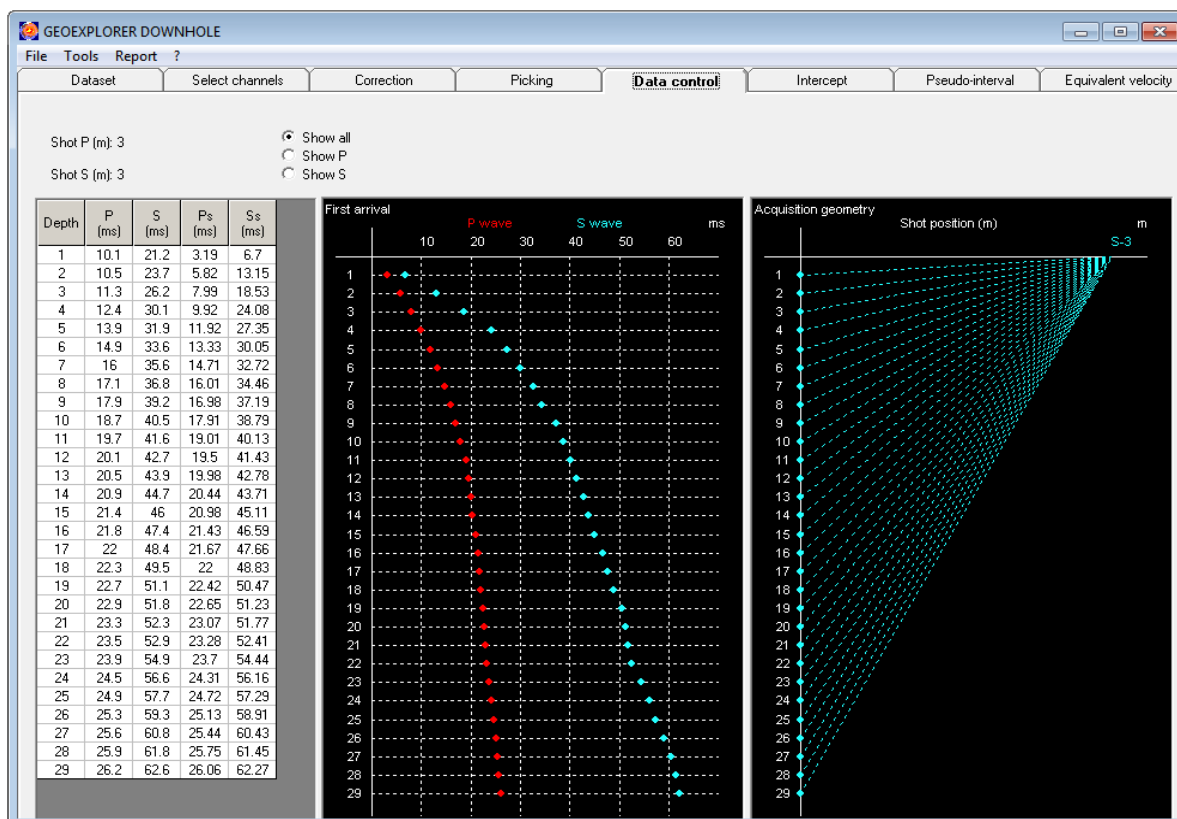 GEOEXPLORER DOWNHOLE
File Tools Report ?
Dataset Select channels Correction Picking Data control Intercept Pseudo-interval Equivalent velocity
Shot P (m): 3
Shot S (m): 3
Show all
Show P
Show S
Depth P (ms) S (ms) Ps (ms) Ss (ms)
1 10.1 21.2 3.19 6.7
2 10.5 23.7 5.82 13.15
3 11.3 26.2 7.99 18.53
4 12.4 30.1 9.92 24.08
5 13.9 31.9 11.92 27.35
6 14.9 33.6 13.33 30.05
7 16 35.6 14.71 32.72
8 17.1 36.8 16.01 34.46
9 17.9 39.2 16.98 37.19
10 18.7 40.5 17.91 38.79
11 19.7 41.6 19.01 40.13
12 20.1 42.7 19.5 41.43
13 20.5 43.9 19.98 42.78
14 20.9 44.7 20.44 43.71
15 21.4 46 20.98 45.11
16 21.8 47.4 21.43 46.59
17 22 48.4 21.67 47.66
18 22.3 49.5 22 48.83
19 22.7 51.1 22.42 50.47
20 22.9 51.8 22.65 51.23
21 23.3 52.3 23.07 51.77
22 23.5 52.9 23.28 52.41
23 23.9 54.9 23.7 54.44
24 24.5 56.6 24.31 56.16
25 24.9 57.7 24.72 57.29
26 25.3 59.3 25.13 58.91
27 25.6 60.8 25.44 60.43
28 25.9 61.8 25.75 61.45
29 26.2 62.6 26.06 62.27
First arrival
P wave S wave ms
10 20 30 40 50 60
1
2
3
4
5
6
7
8
9
10
11
12
13
14
15
16
17
18
19
20
21
22
23
24
25
26
27
28
29
Acquisition geometry
Shot position (m) m
S-3
1
2
3
4
5
6
7
8
9
10
11
12
13
14
15
16
17
18
19
20
21
22
23
24
25
26
27
28
29